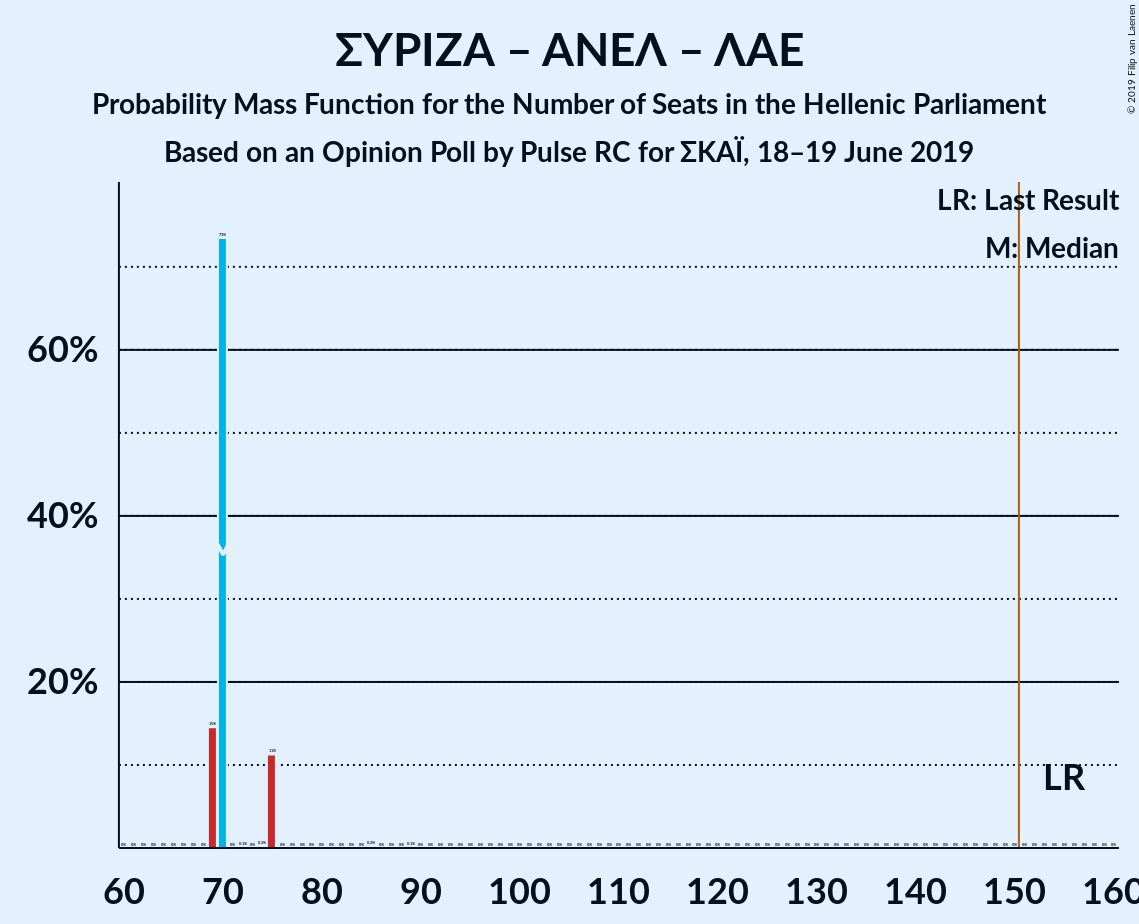 ΣΥΡΙΖΑ – ΑΝΕΛ – ΛΑΕ
Probability Mass Function for the Number of Seats in the Hellenic Parliament
Based on an Opinion Poll by Pulse RC for ΣΚΑΪ, 18–19 June 2019
© 2019 Filip van Laenen
LR: Last Result
M: Median
60%
40%
20%
M
LR
60 70 80 90 100 110 120 130 140 150 160